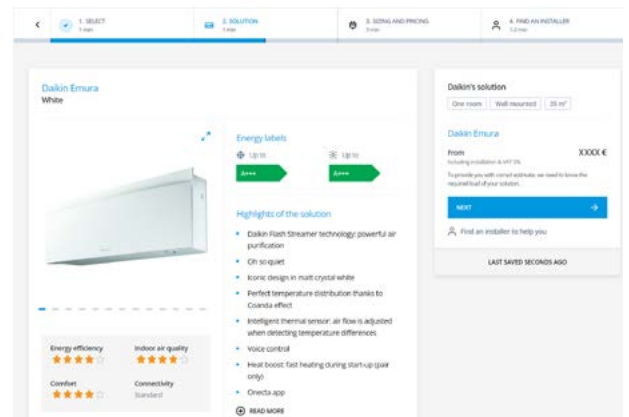 1. SELECT
1 min
2. SOLUTION
1 min
3. SIZING AND PRICING
3 min
4. FIND AN INSTALLER
Daikin Emura
White
Energy labels
Up to
A+++
Up to
A+++
Highlights of the solution
Daikin Flash Streamer technology: powerful air
purification
Oh so quiet
Iconic design in matt crystal white
Perfect temperature distribution thanks to
Coanda effect
Intelligent thermal sensor: air flow is adjusted
when detecting temperature differences
Voice control
Heat boost: fast heating during start-up (pair
only)
Onecta app
READ MORE
Energy efficiency
Indoor air quality
Comfort
Connectivity
Standard
Daikin's solution
One room
Wall mounted
Daikin Emura
From
XXXX €
Including installation & VAT
To provide you with correct estimate, we need to know the
required load of your solution.
NEXT
Find an installer to help you
LAST SAVED SECONDS AGO